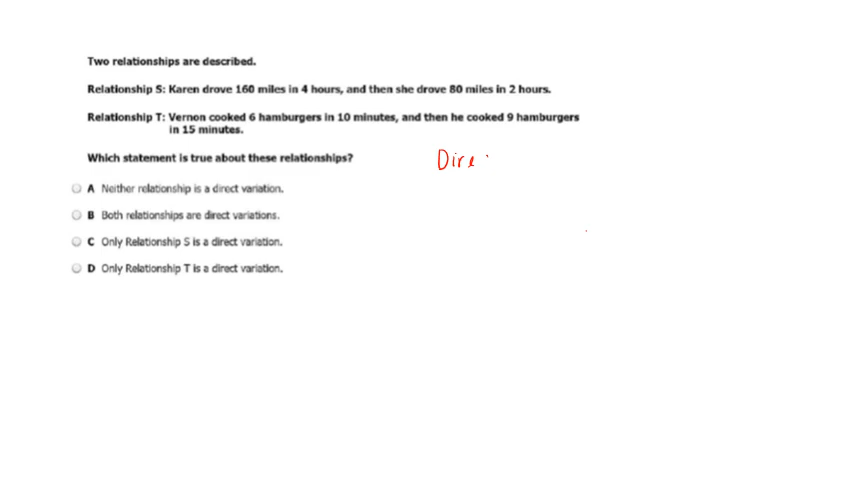 Two relationships are described.
Relationship S: Karen drove 160 miles in 4 hours, and then she drove 80 miles in 2 hours.
Relationship T: Vernon cooked 6 hamburgers in 10 minutes, and then he cooked 9 hamburgers
in 15 minutes.
Which statement is true about these relationships?
Dire
A Neither relationship is a direct variation.
B Both relationships are direct variations.
C Only Relationship S is a direct variation.
D Only Relationship T is a direct variation.